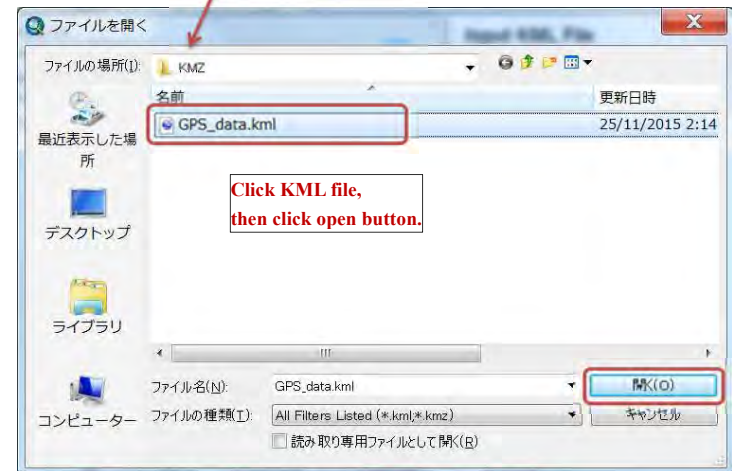 ファイルを開く
Input KML File
ファイルの場所(I):
KMZ
名前
更新日時
GPS_data.kml
25/11/2015 2:14
最近表示した場
所
Click KML file,
then click open button.
デスクトップ
ライブラリ
コンピューター
ファイル名(N):
GPS_data.kml
開く(O)
ファイルの種類(T):
All Filters Listed (*.kml;*.kmz)
キャンセル
読み取り専用ファイルとして開く(R)